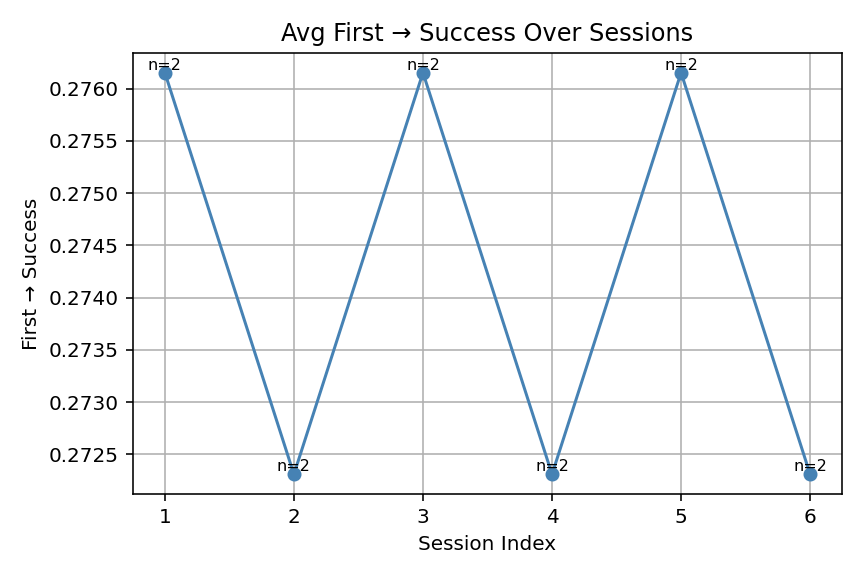 Avg First → Success Over Sessions
n=2 n=2 n=2
0.2760
0.2755
0.2750
0.2745
0.2740
0.2735
0.2730
0.2725
n=2 n=2 n=2
First → Success
1 2 3 4 5 6
Session Index